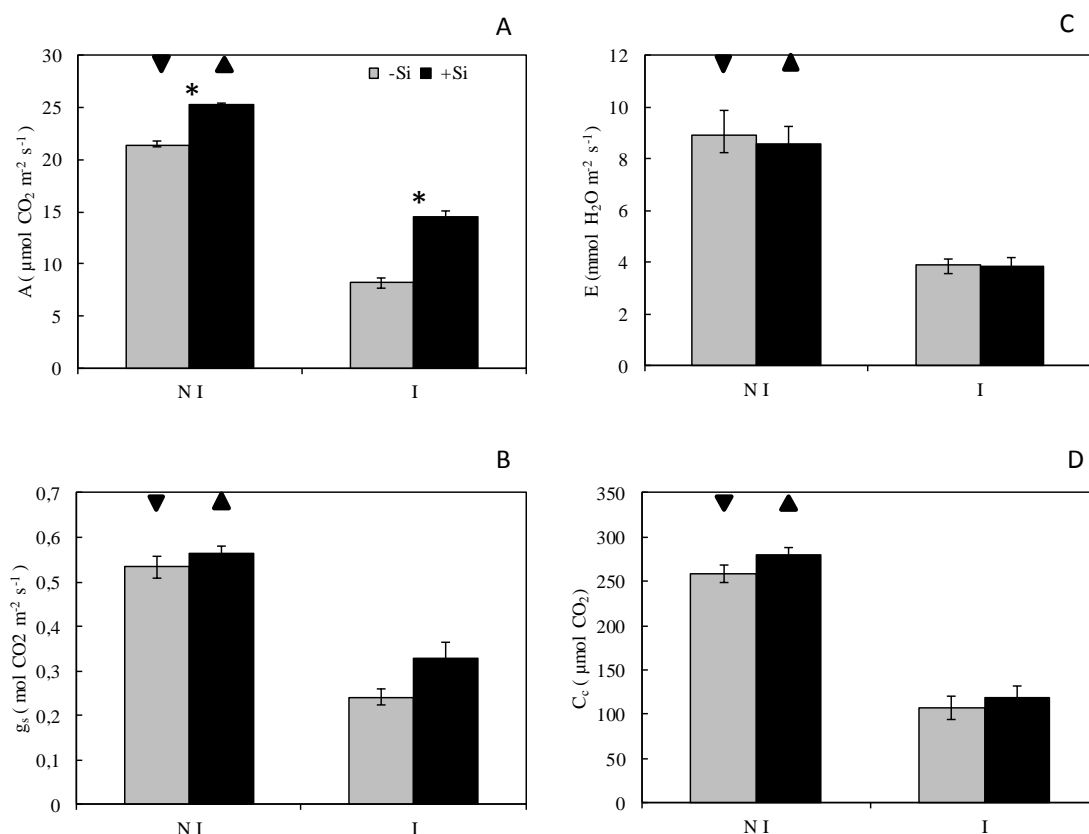 A
30
25
20
15
10
5
0
A ( µmol CO₂ m⁻² s⁻¹)
-Si +Si
*
*
N I I
C
12
10
8
6
4
2
0
E (mmol H₂O m⁻² s⁻¹)
N I I
B
0,7
0,6
0,5
0,4
0,3
0,2
0,1
0
gₛ ( mol CO2 m⁻² s⁻¹)
N I I
D
350
300
250
200
150
100
50
0
C꜀ ( µmol CO₂)
N I I